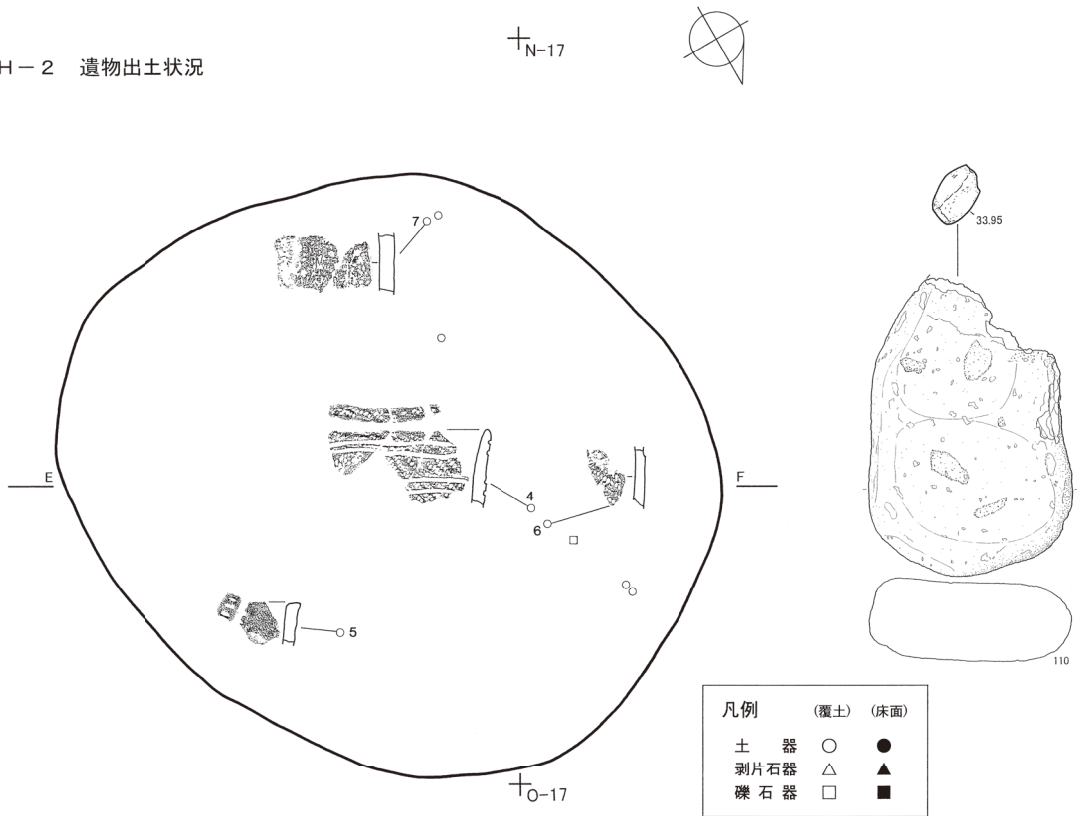 H－2　遺物出土状況
N-17
7
33.95
E
F
4
6
5
110
O-17
凡例　(覆土)　(床面)
土　器　○　●
剥片石器　△　▲
礫石器　□　■